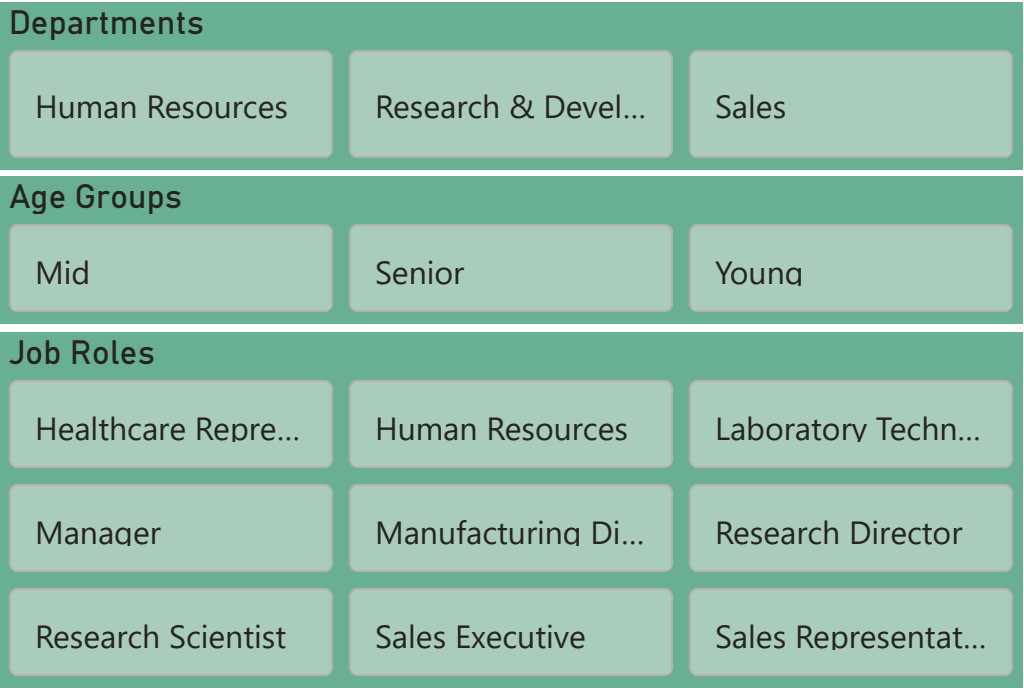 Departments
Human Resources
Research & Devel...
Sales
Age Groups
Mid
Senior
Young
Job Roles
Healthcare Repre...
Human Resources
Laboratory Techn...
Manager
Manufacturing Di...
Research Director
Research Scientist
Sales Executive
Sales Representat...